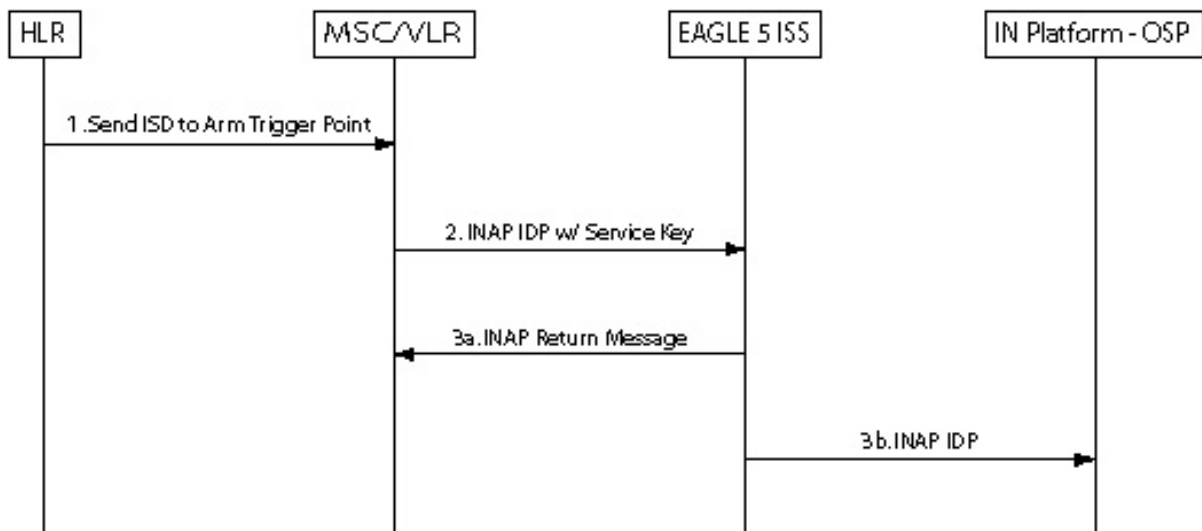 HLR
MSC/VLR
EAGLE 5 ISS
IN Platform - OSP
1.Send ISD to Arm Trigger Point
2. INAP IDP w/ Service Key
3a.INAP Return Message
3b.INAP IDP